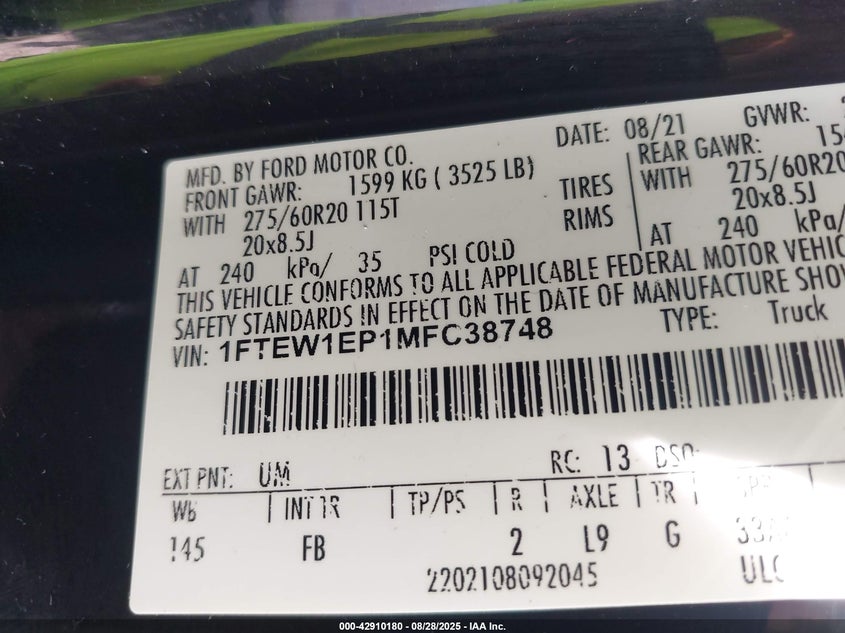 DATE: 08/21 GVWR:
MFD. BY FORD MOTOR CO.
FRONT GAWR: 1599 KG ( 3525 LB) REAR GAWR:
WITH 275/60R20 115T TIRES WITH 275/60R20
20x8.5J RIMS 20x8.5J
AT 240 kPa/ 35 PSI COLD AT 240 kPa/
THIS VEHICLE CONFORMS TO ALL APPLICABLE FEDERAL MOTOR
SAFETY STANDARDS IN EFFECT ON THE DATE OF MANUFACTURE
VIN: 1FTEW1EP1MFC38748 TYPE: Truck
EXT PNT: UM RC: 13 DSO:
WB | INT TR | TP/PS | R | AXLE | TR
145 FB 2 L9 G
2202108092045
000-42910180 - 08/28/2025 - IAA Inc.